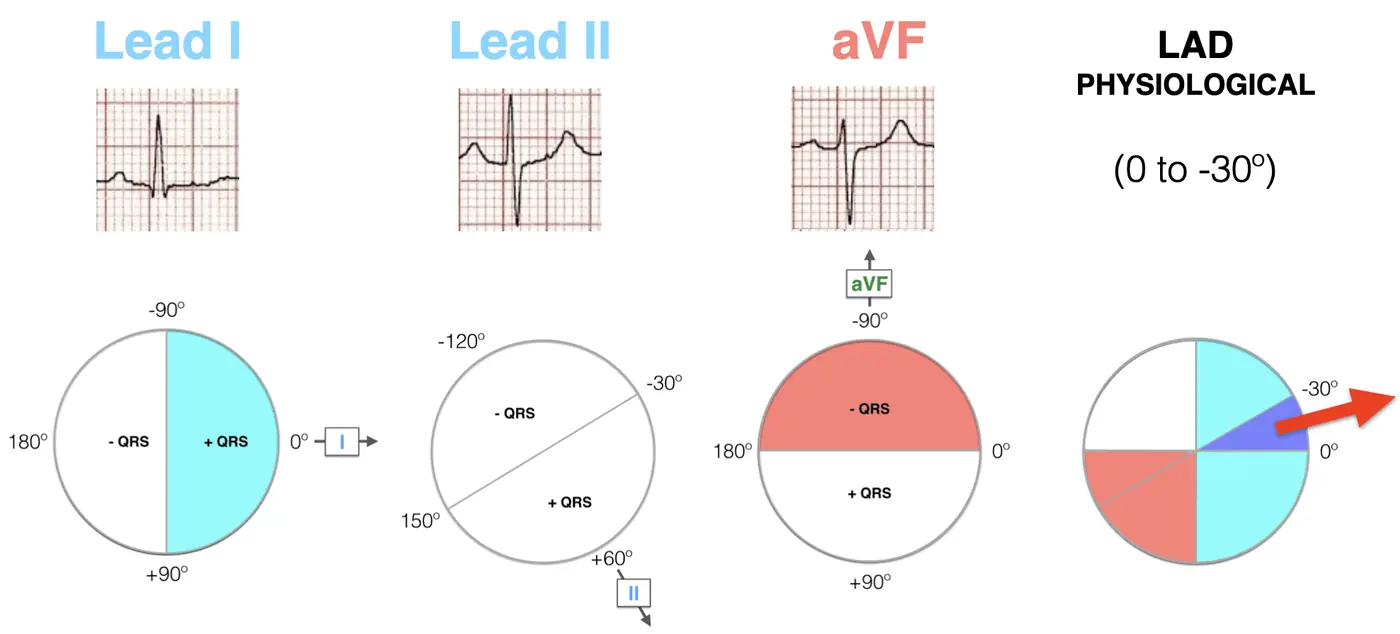 Lead I
Lead II
aVF
LAD
PHYSIOLOGICAL
(0 to -30º)
-90º
- QRS
+ QRS
180º
0º
I
+90º
-120º
-30º
- QRS
+ QRS
150º
+60º
II
aVF
-90º
- QRS
180º
0º
+ QRS
+90º
-30º
0º